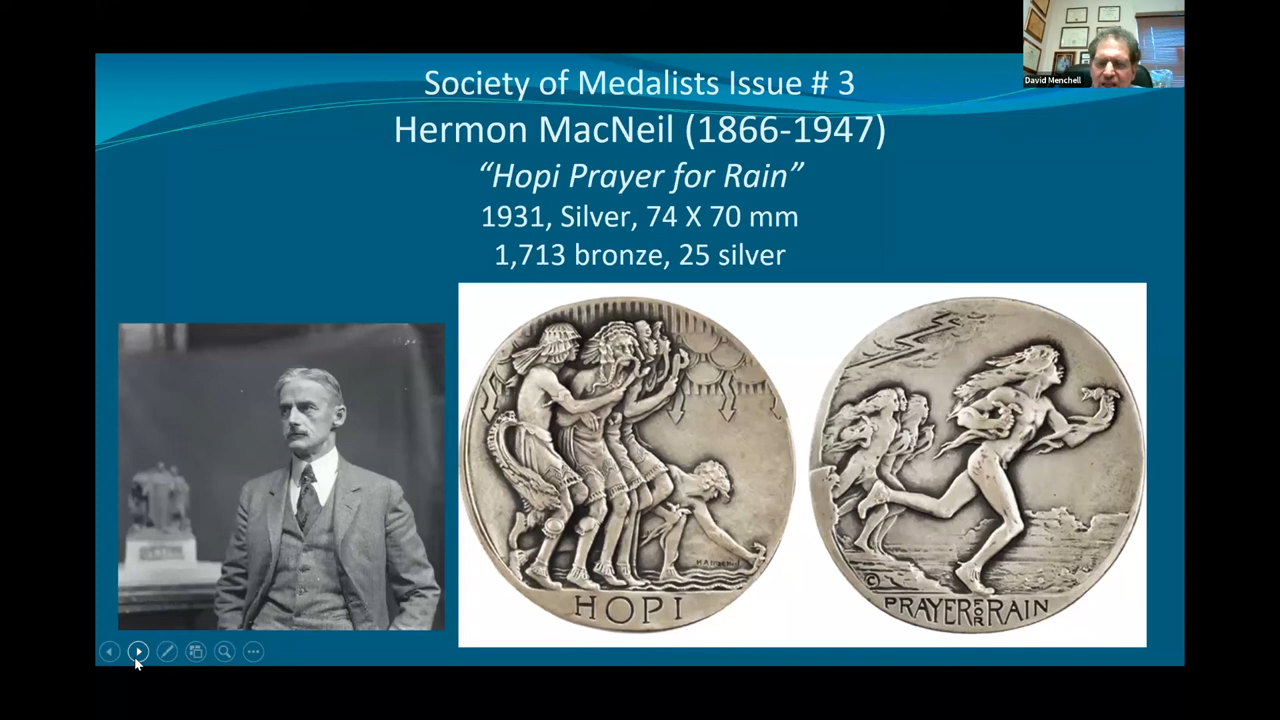 David Menchell
Society of Medalists Issue # 3
Hermon MacNeil (1866-1947)
“Hopi Prayer for Rain”
1931, Silver, 74 X 70 mm
1,713 bronze, 25 silver
HOPI
©
PRAYER FOR RAIN